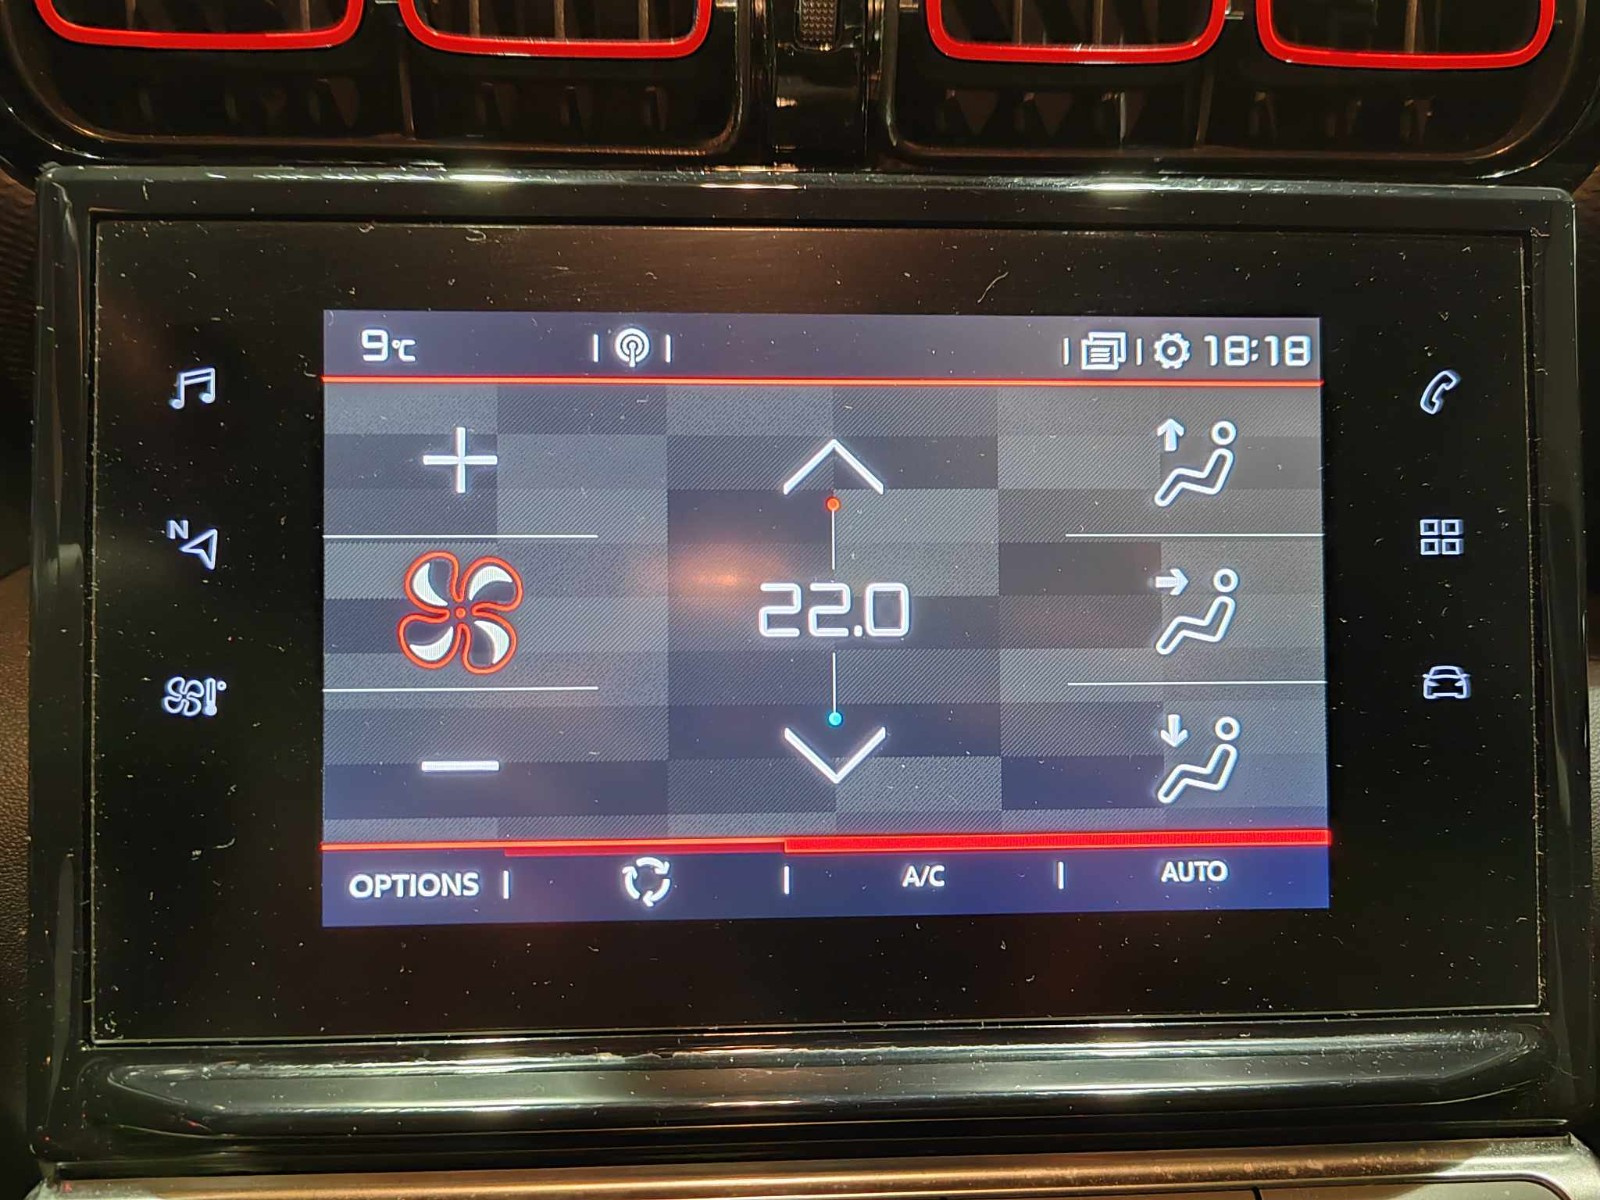 9°C
18:18
N
22.0
OPTIONS
A/C
AUTO